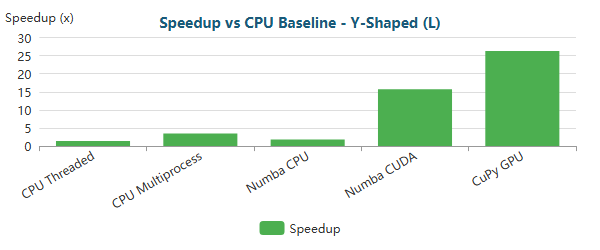 Speedup (x)
Speedup vs CPU Baseline - Y-Shaped (L)
30
25
20
15
10
5
0
CPU Threaded
CPU Multiprocess
Numba CPU
Numba CUDA
CuPy GPU
Speedup